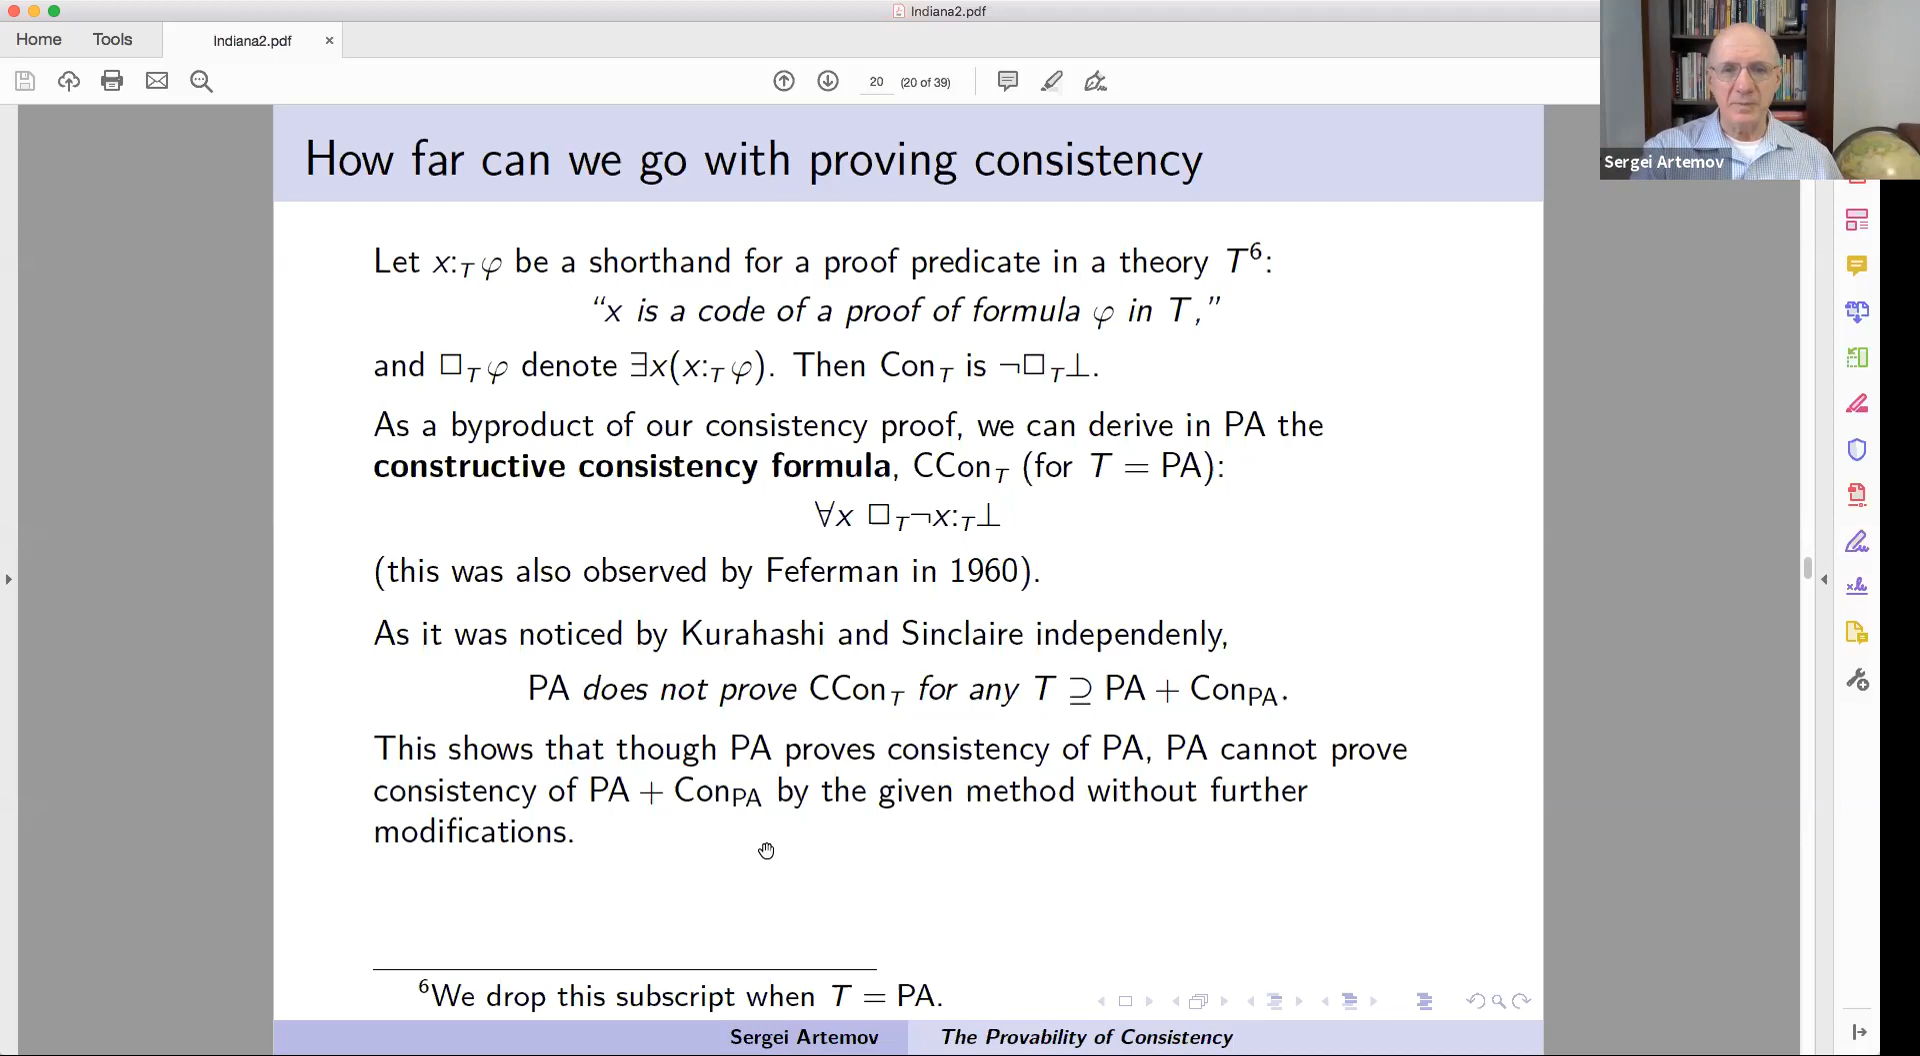 Indiana2.pdf
Home Tools Indiana2.pdf ×
20 (20 of 39)
Sergei Artemov
How far can we go with proving consistency
Let x:_T φ be a shorthand for a proof predicate in a theory T⁶:
“x is a code of a proof of formula φ in T,”
and □_T φ denote ∃x(x:_T φ). Then Con_T is ¬□_T⊥.
As a byproduct of our consistency proof, we can derive in PA the
constructive consistency formula, CCon_T (for T = PA):
∀x □_T¬x:_T⊥
(this was also observed by Feferman in 1960).
As it was noticed by Kurahashi and Sinclaire independenly,
PA does not prove CCon_T for any T ⊇ PA + Con_PA.
This shows that though PA proves consistency of PA, PA cannot prove
consistency of PA + Con_PA by the given method without further
modifications.
⁶We drop this subscript when T = PA.
Sergei Artemov The Provability of Consistency